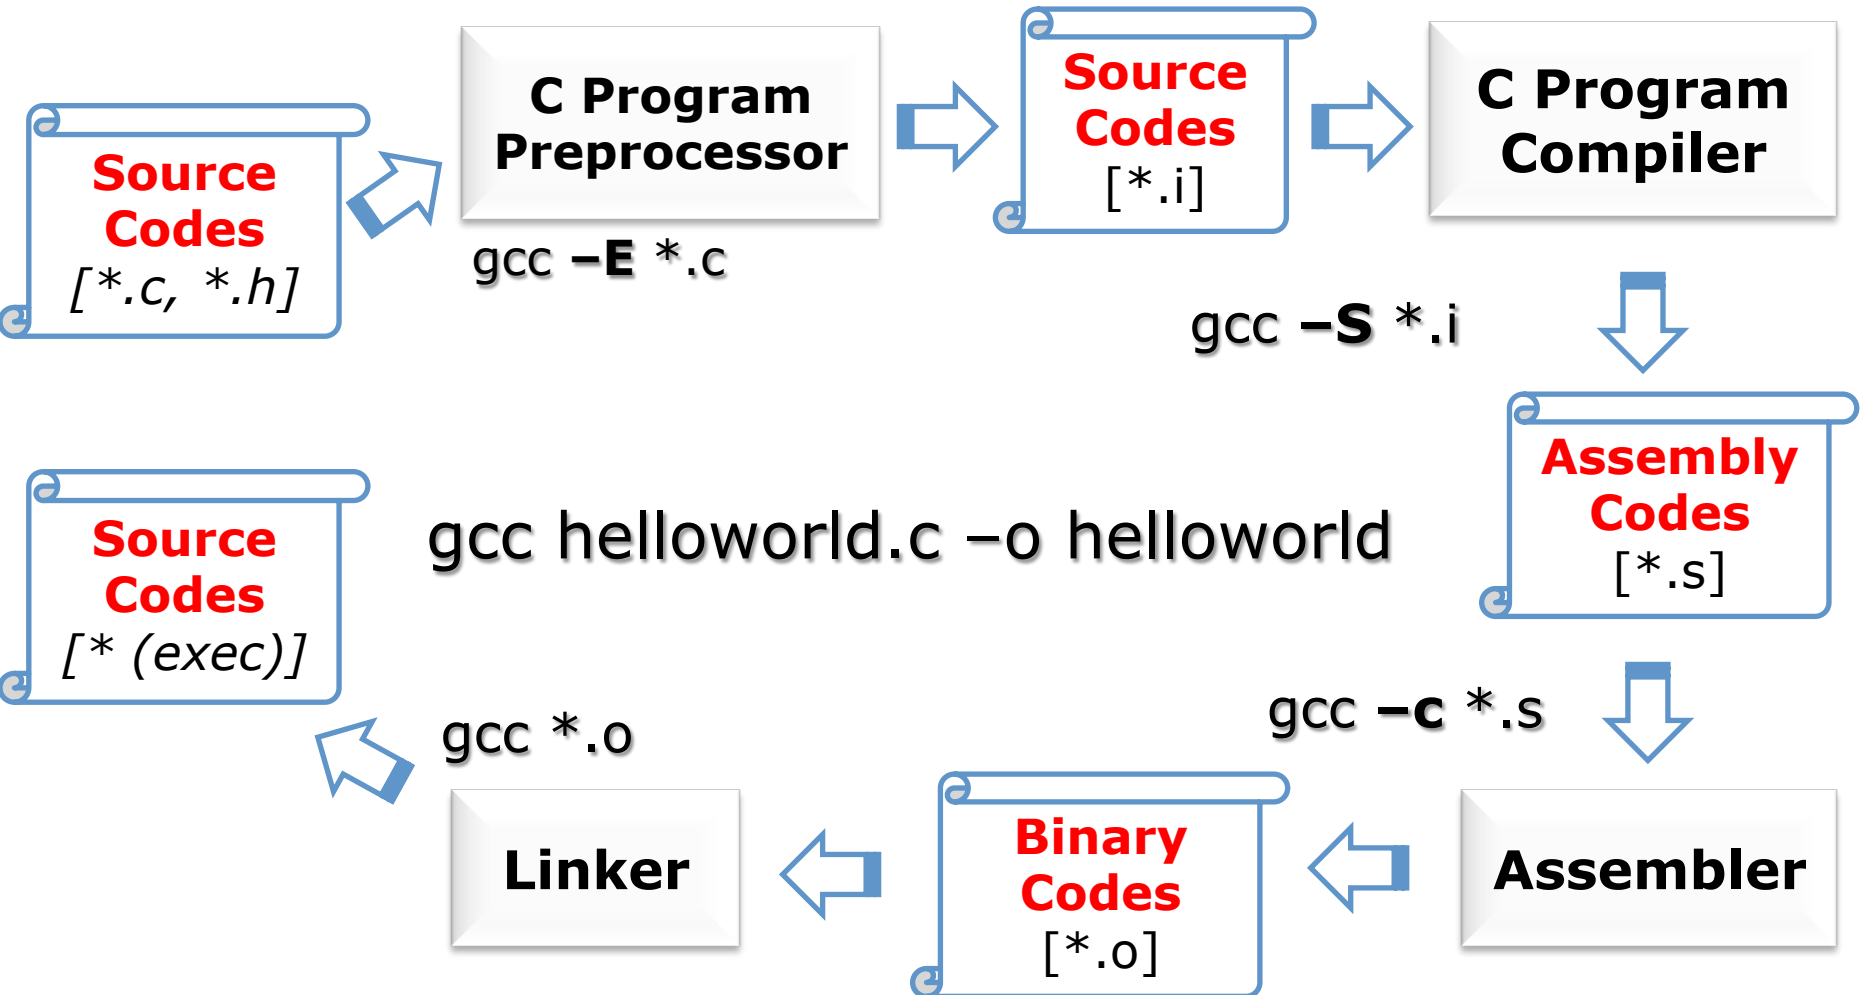 Source
Codes
[*.c, *.h]
C Program
Preprocessor
gcc –E *.c
Source
Codes
[*.i]
C Program
Compiler
gcc –S *.i
Assembly
Codes
[*.s]
gcc –c *.s
Assembler
Binary
Codes
[*.o]
Linker
gcc *.o
Source
Codes
[* (exec)]
gcc helloworld.c –o helloworld